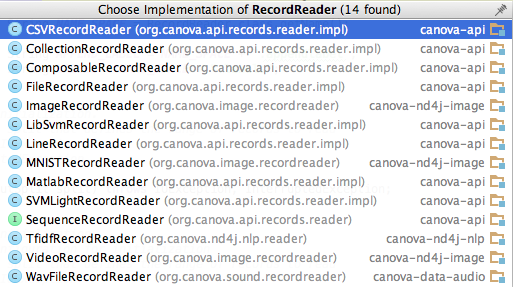 Choose Implementation of RecordReader (14 found)
C CSVRecordReader (org.canova.api.records.reader.impl) canova-api
C CollectionRecordReader (org.canova.api.records.reader.impl) canova-api
C ComposableRecordReader (org.canova.api.records.reader.impl) canova-api
C FileRecordReader (org.canova.api.records.reader.impl) canova-api
C ImageRecordReader (org.canova.image.recordreader) canova-nd4j-image
C LibSvmRecordReader (org.canova.api.records.reader.impl) canova-api
C LineRecordReader (org.canova.api.records.reader.impl) canova-api
C MNISTRecordReader (org.canova.image.recordreader) canova-nd4j-image
C MatlabRecordReader (org.canova.api.records.reader.impl) canova-api
C SVMLightRecordReader (org.canova.api.records.reader.impl) canova-api
I SequenceRecordReader (org.canova.api.records.reader) canova-api
C TfidfRecordReader (org.canova.nd4j.nlp.reader) canova-nd4j-nlp
C VideoRecordReader (org.canova.image.recordreader) canova-nd4j-image
C WavFileRecordReader (org.canova.sound.recordreader) canova-data-audio